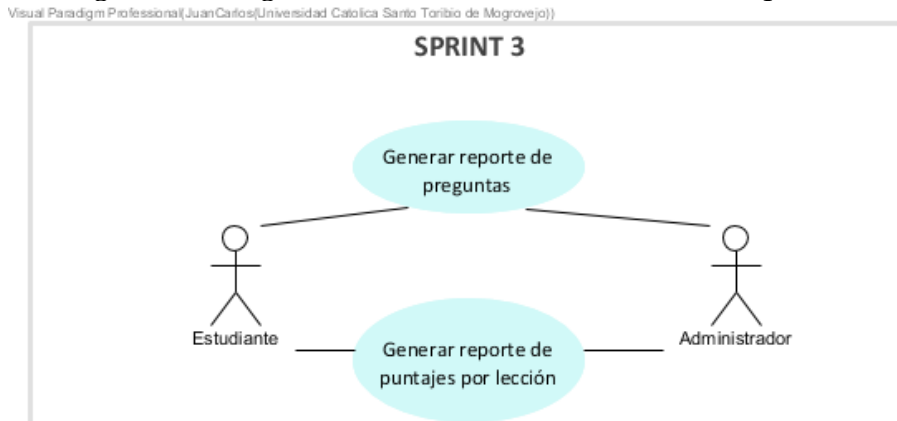 Visual Paradigm Professional(JuanCarlos(Universidad Catolica Santo Toribio de Mogrovejo))
SPRINT 3
Generar reporte de
preguntas
Estudiante
Administrador
Generar reporte de
puntajes por lección